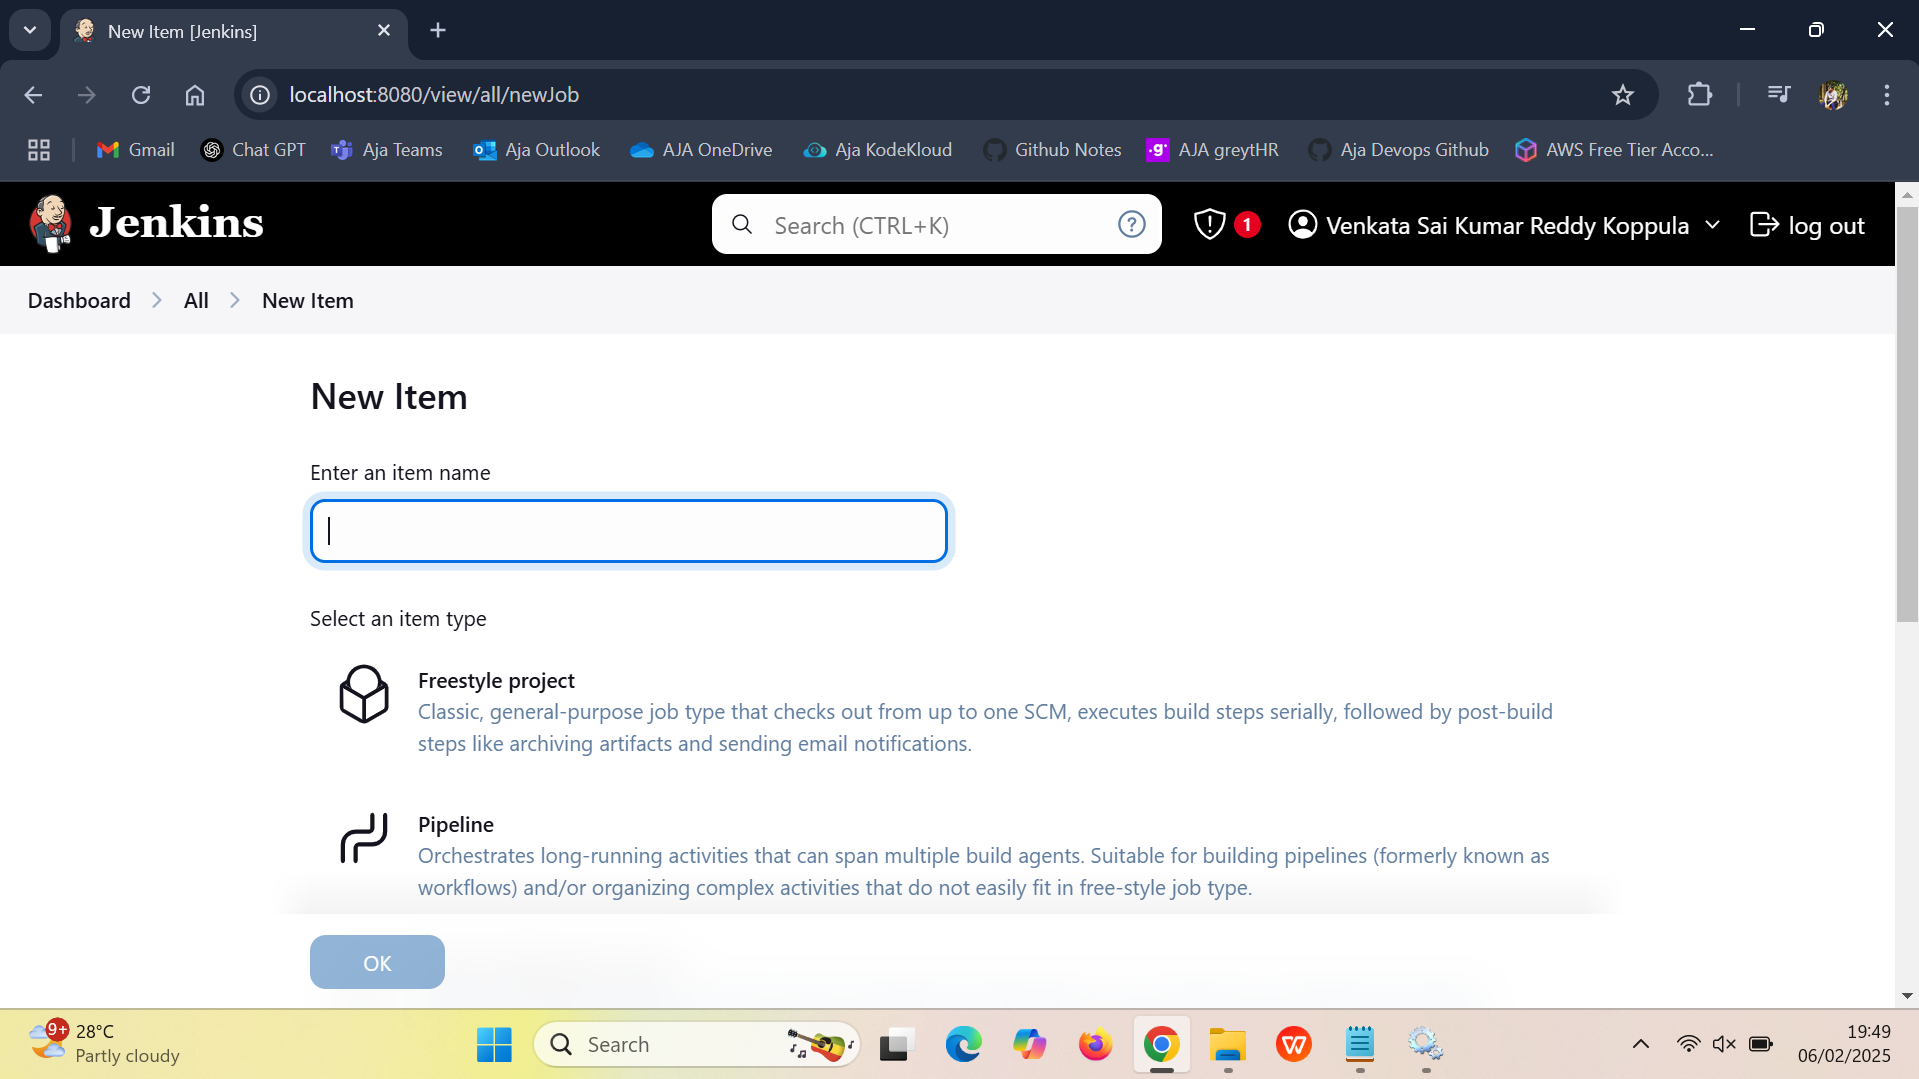 New Item [Jenkins]
localhost:8080/view/all/newJob
Gmail
Chat GPT
Aja Teams
Aja Outlook
AJA OneDrive
Aja KodeKloud
Github Notes
.g
AJA greytHR
Aja Devops Github
AWS Free Tier Acco...
Jenkins
Search (CTRL+K)
?
1
Venkata Sai Kumar Reddy Koppula
log out
Dashboard > All > New Item
New Item
Enter an item name
Select an item type
Freestyle project
Classic, general-purpose job type that checks out from up to one SCM, executes build steps serially, followed by post-build
steps like archiving artifacts and sending email notifications.
Pipeline
Orchestrates long-running activities that can span multiple build agents. Suitable for building pipelines (formerly known as
workflows) and/or organizing complex activities that do not easily fit in free-style job type.
OK
9+
28°C
Partly cloudy
Search
19:49
06/02/2025